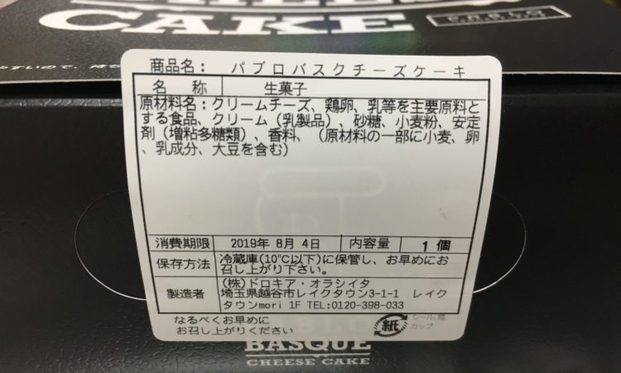 CAKE
PABLO
商品名: パブロバスクチーズケーキ
名 称 生菓子
原材料名:クリームチーズ、鶏卵、乳等を主要原料と
する食品、クリーム(乳製品)、砂糖、小麦粉、安定
剤(増粘多糖類)、香料、(原材料の一部に小麦、卵
、乳成分、大豆を含む)
消費期限 2019年 8月 4日 内容量 1個
保存方法 冷蔵庫(10℃以下)に保管し、お早めにお
召し上がり下さい。
製造者 (株)ドロキア・オラシイタ
埼玉県越谷市レイクタウン3-1-1 レイク
タウンmori 1F TEL:0120-398-033
なるべくお早めに
お召し上がりください
紙 シール,箱
カップ
BASQUE
CHEESE CAKE